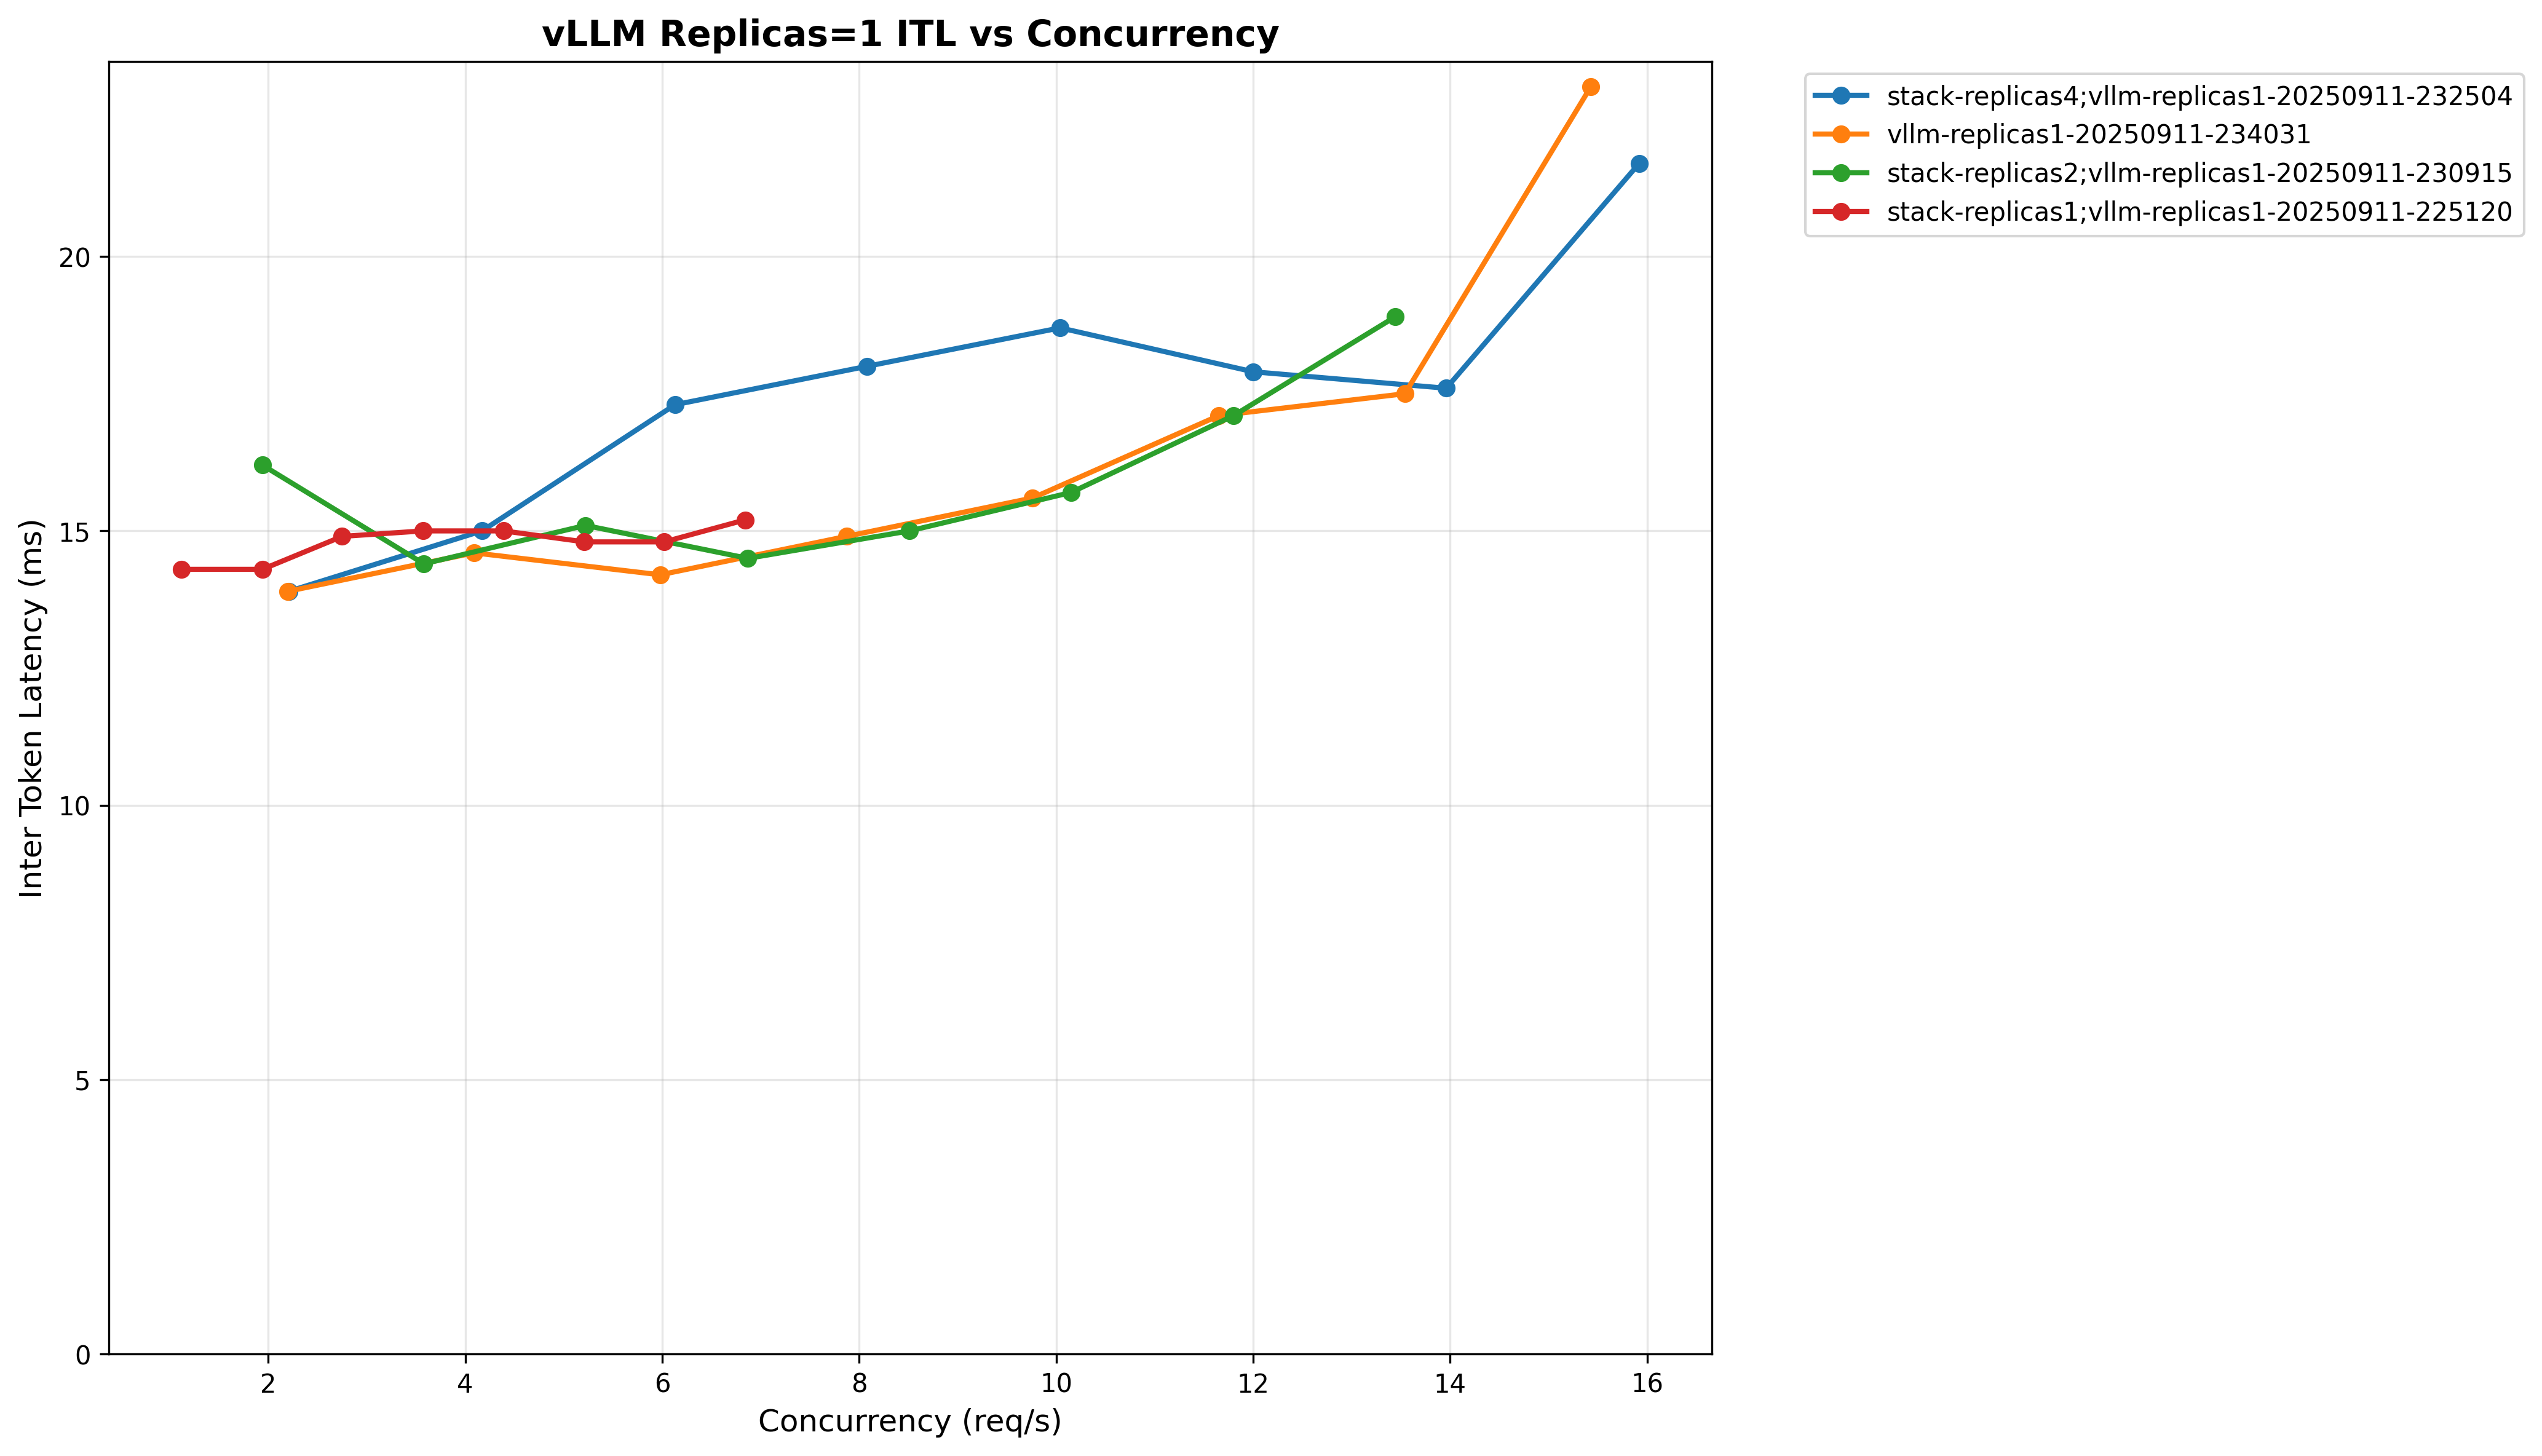 vLLM Replicas=1 ITL vs Concurrency
stack-replicas4;vllm-replicas1-20250911-232504
vllm-replicas1-20250911-234031
stack-replicas2;vllm-replicas1-20250911-230915
stack-replicas1;vllm-replicas1-20250911-225120
Inter Token Latency (ms)
20
15
10
5
0
2 4 6 8 10 12 14 16
Concurrency (req/s)